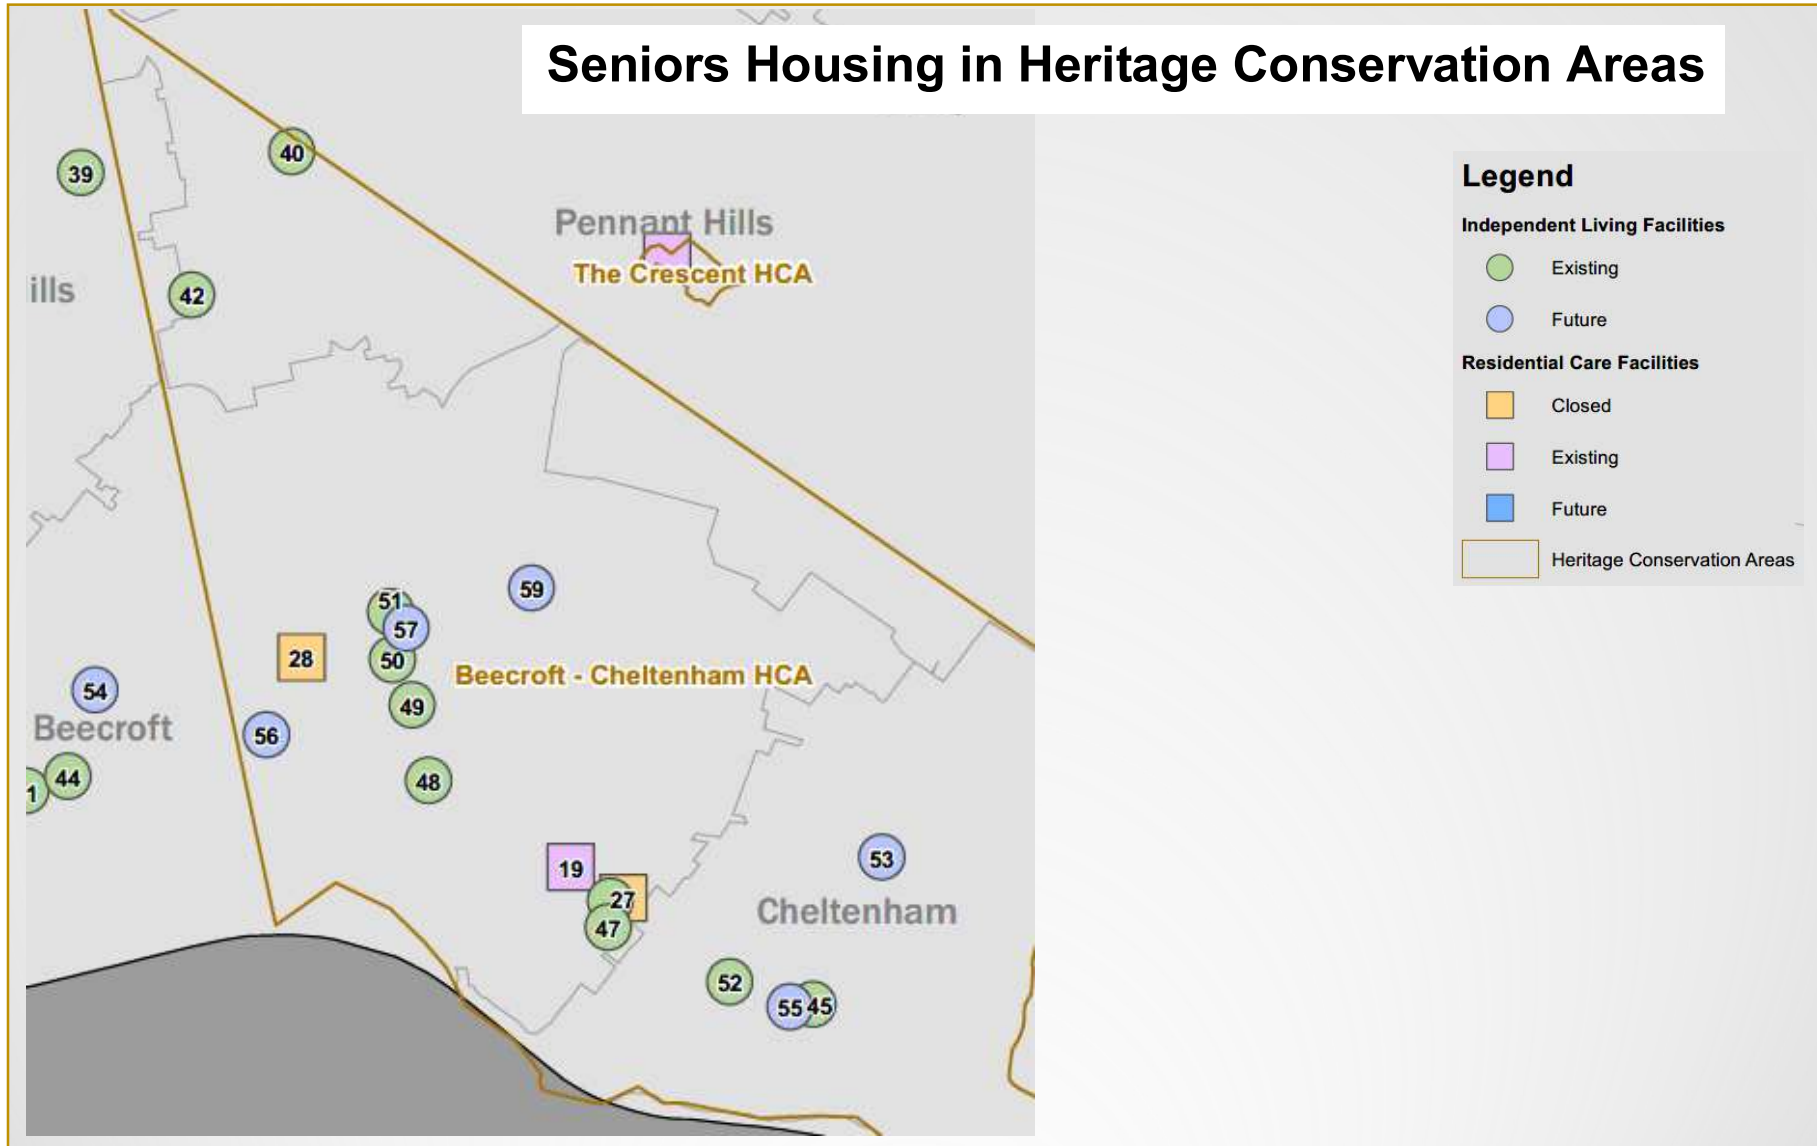 Seniors Housing in Heritage Conservation Areas
40
39
Pennant Hills
The Crescent HCA
ills
42
59
51
57
28
50
Beecroft - Cheltenham HCA
54
49
Beecroft
56
44
48
1
53
19
27
Cheltenham
47
52
55
45
Legend
Independent Living Facilities
Existing
Future
Residential Care Facilities
Closed
Existing
Future
Heritage Conservation Areas